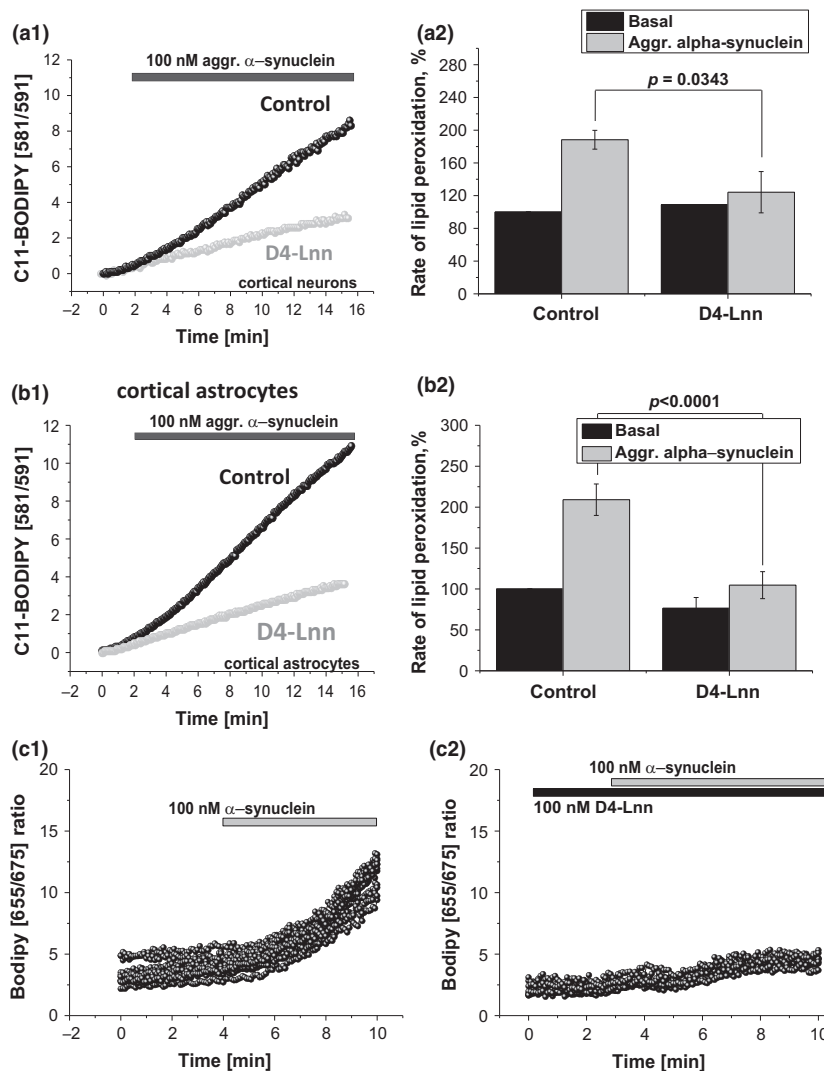 (a1)
100 nM aggr. α−synuclein
Control
D4-Lnn
cortical neurons
C11-BODIPY [581/591]
12
10
8
6
4
2
0
−2 0 2 4 6 8 10 12 14 16
Time [min]
(a2)
Basal
Aggr. alpha-synuclein
p = 0.0343
Rate of lipid peroxidation, %
280
240
200
180
160
120
80
40
0
Control D4-Lnn
(b1)
cortical astrocytes
100 nM aggr. α−synuclein
Control
D4-Lnn
cortical astrocytes
C11-BODIPY [581/591]
12
10
8
6
4
2
0
−2 0 2 4 6 8 10 12 14 16
Time [min]
(b2)
p<0.0001
Basal
Aggr. alpha−synuclein
Rate of lipid peroxidation,%
300
250
200
150
100
75
50
0
Control D4-Lnn
(c1)
100 nM α−synuclein
Bodipy [655/675] ratio
20
15
10
5
0
−2 0 2 4 6 8 10
Time [min]
(c2)
100 nM α−synuclein
100 nM D4-Lnn
Bodipy [655/675] ratio
20
15
10
5
0
0 2 4 6 8 10
Time [min]